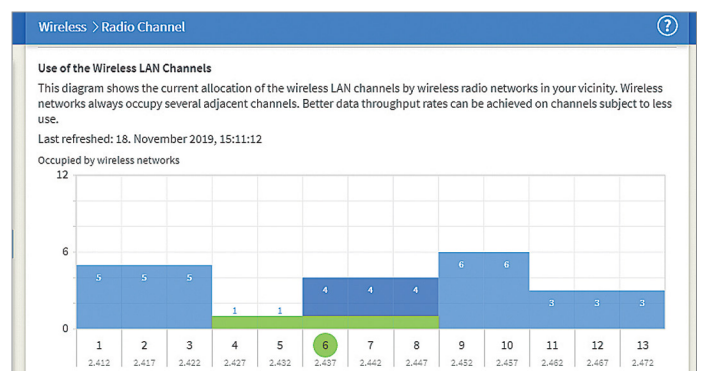 Wireless > Radio Channel
?
Use of the Wireless LAN Channels
This diagram shows the current allocation of the wireless LAN channels by wireless radio networks in your vicinity. Wireless
networks always occupy several adjacent channels. Better data throughput rates can be achieved on channels subject to less
use.
Last refreshed: 18. November 2019, 15:11:12
Occupied by wireless networks
12
6
6 6
5 5 5
4 4 4
3 3 3
1 1
0
1 2 3 4 5 6 7 8 9 10 11 12 13
2.412 2.417 2.422 2.427 2.432 2.437 2.442 2.447 2.452 2.457 2.462 2.467 2.472